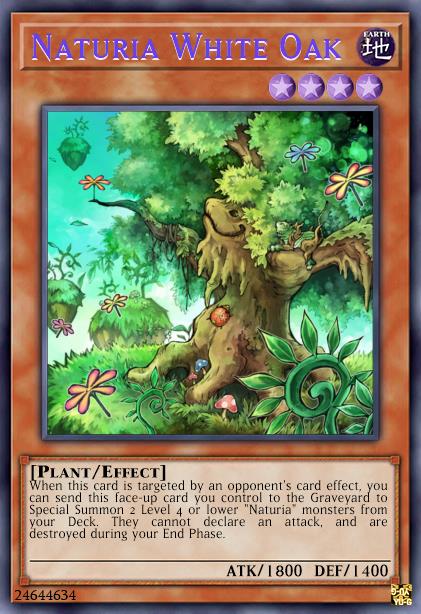 NATURIA WHITE OAK
EARTH
地
[PLANT/EFFECT]
When this card is targeted by an opponent's card effect, you
can send this face-up card you control to the Graveyard to
Special Summon 2 Level 4 or lower "Naturia" monsters from
your Deck. They cannot declare an attack, and are
destroyed during your End Phase.
ATK/1800 DEF/1400
24644634